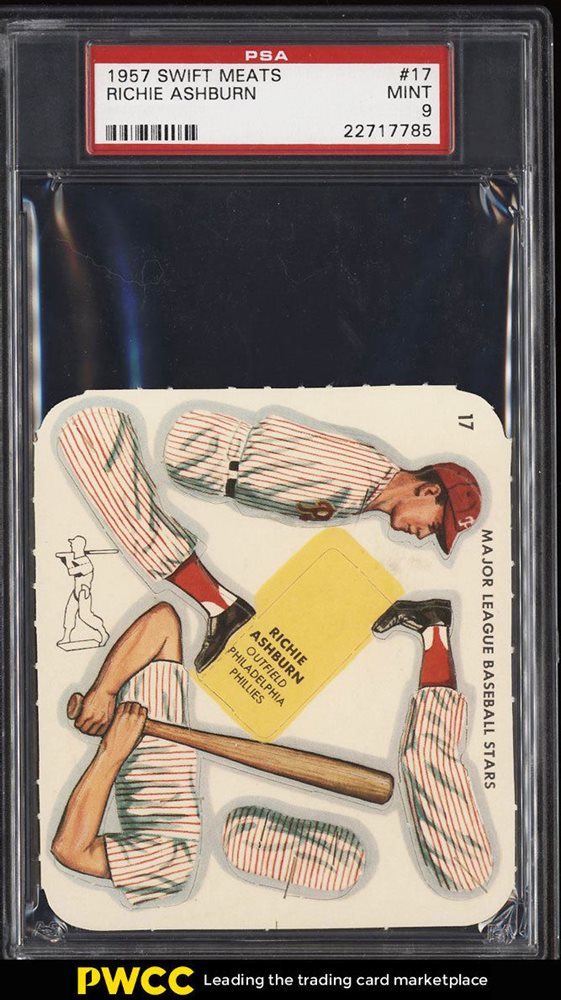 PSA
1957 SWIFT MEATS #17
RICHIE ASHBURN MINT
9
22717785
17
MAJOR LEAGUE BASEBALL STARS
P
P
RICHIE
ASHBURN
OUTFIELD
PHILADELPHIA
PHILLIES
PWCC Leading the trading card marketplace